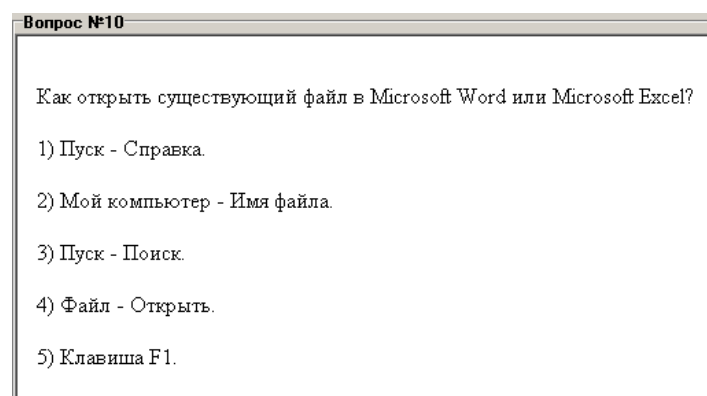 Вопрос №10
Как открыть существующий файл в Microsoft Word или Microsoft Excel?
1) Пуск - Справка.
2) Мой компьютер - Имя файла.
3) Пуск - Поиск.
4) Файл - Открыть.
5) Клавиша F1.